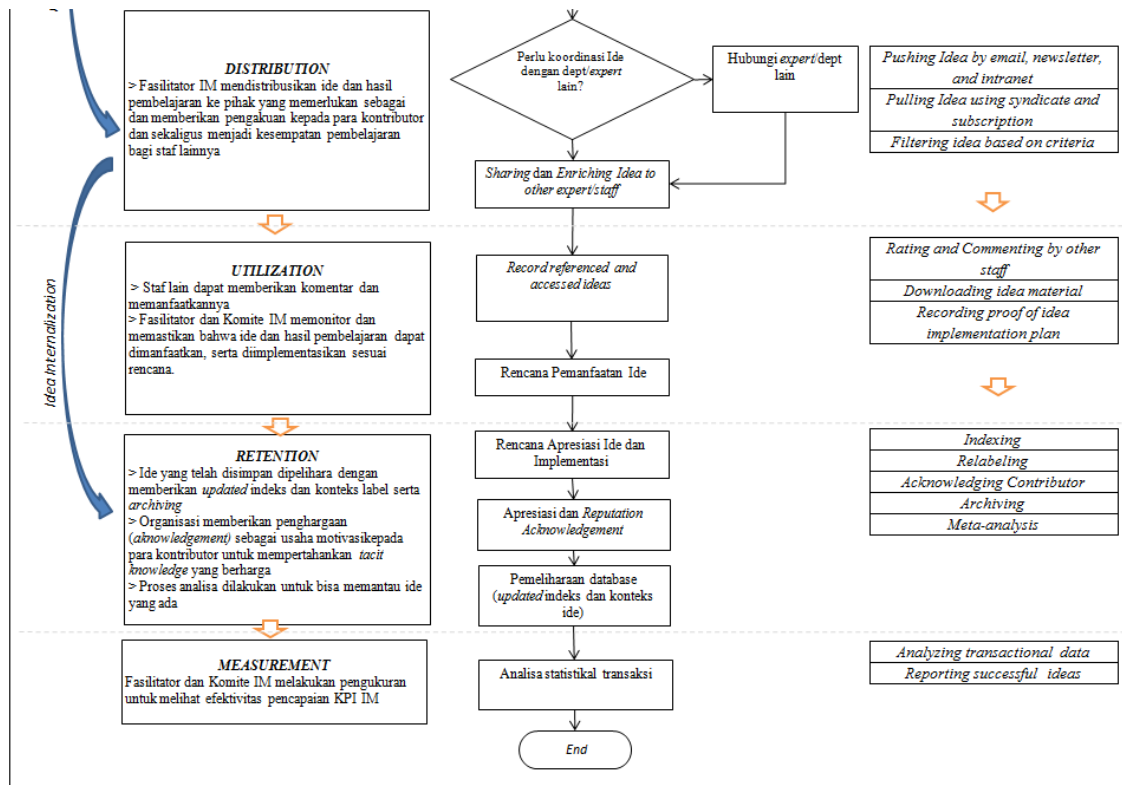 DISTRIBUTION
> Fasilitator IM mendistribusikan ide dan hasil
pembelajaran ke pihak yang memerlukan sebagai
dan memberikan pengakuan kepada para kontributor
dan sekaligus menjadi kesempatan pembelajaran
bagi staf lainnya
Perlu koordinasi Ide
dengan dept/expert
lain?
Hubungi expert/dept
lain
Sharing dan Enriching Idea to
other expert/staff
Pushing Idea by email, newsletter,
and intranet
Pulling Idea using syndicate and
subscription
Filtering idea based on criteria
Idea Internalization
UTILIZATION
> Staf lain dapat memberikan komentar dan
memanfaatkannya
> Fasilitator dan Komite IM memonitor dan
memastikan bahwa ide dan hasil pembelajaran dapat
dimanfaatkan, serta diimplementasikan sesuai
rencana.
Record referenced and
accessed ideas
Rencana Pemanfaatan Ide
Rating and Commenting by other
staff
Downloading idea material
Recording proof of idea
implementation plan
RETENTION
> Ide yang telah disimpan dipelihara dengan
memberikan updated indeks dan konteks label serta
archiving
> Organisasi memberikan penghargaan
(aknowledgement) sebagai usaha motivasikepada
para kontributor untuk mempertahankan tacit
knowledge yang berharga
> Proses analisa dilakukan untuk bisa memantau ide
yang ada
Rencana Apresiasi Ide dan
Implementasi
Apresiasi dan Reputation
Acknowledgement
Pemeliharaan database
(updated indeks dan konteks
ide)
Indexing
Relabeling
Acknowledging Contributor
Archiving
Meta-analysis
MEASUREMENT
Fasilitator dan Komite IM melakukan pengukuran
untuk melihat efektivitas pencapaian KPI IM
Analisa statistikal transaksi
End
Analyzing transactional data
Reporting successful ideas